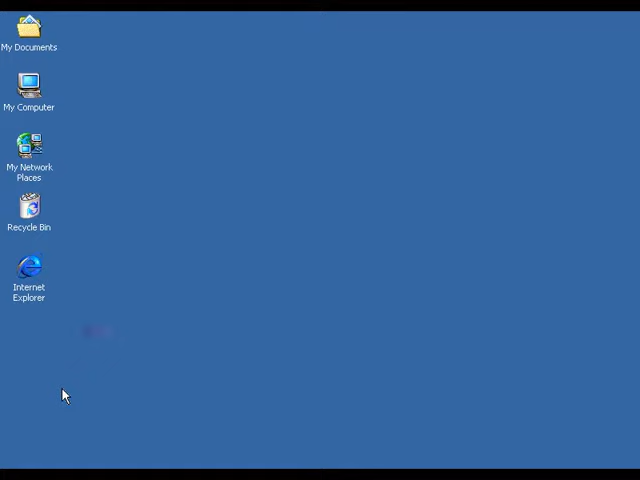 My Documents
My Computer
My Network
Places
Recycle Bin
Internet
Explorer